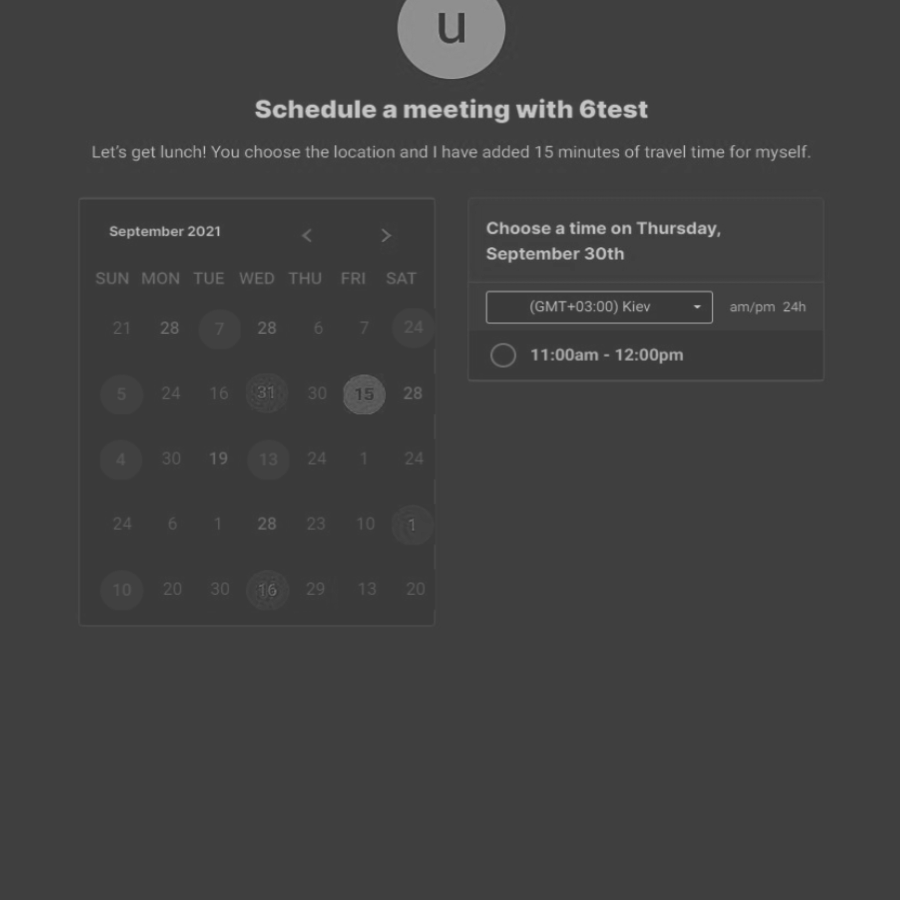 u
Schedule a meeting with 6test
Let's get lunch! You choose the location and I have added 15 minutes of travel time for myself.
September 2021 < >
SUN MON TUE WED THU FRI SAT
21 28 7 28 6 7 24
5 24 16 31 30 15 28
4 30 19 13 24 1 24
24 6 1 28 23 10 1
10 20 30 16 29 13 20
Choose a time on Thursday,
September 30th
(GMT+03:00) Kiev am/pm 24h
11:00am - 12:00pm